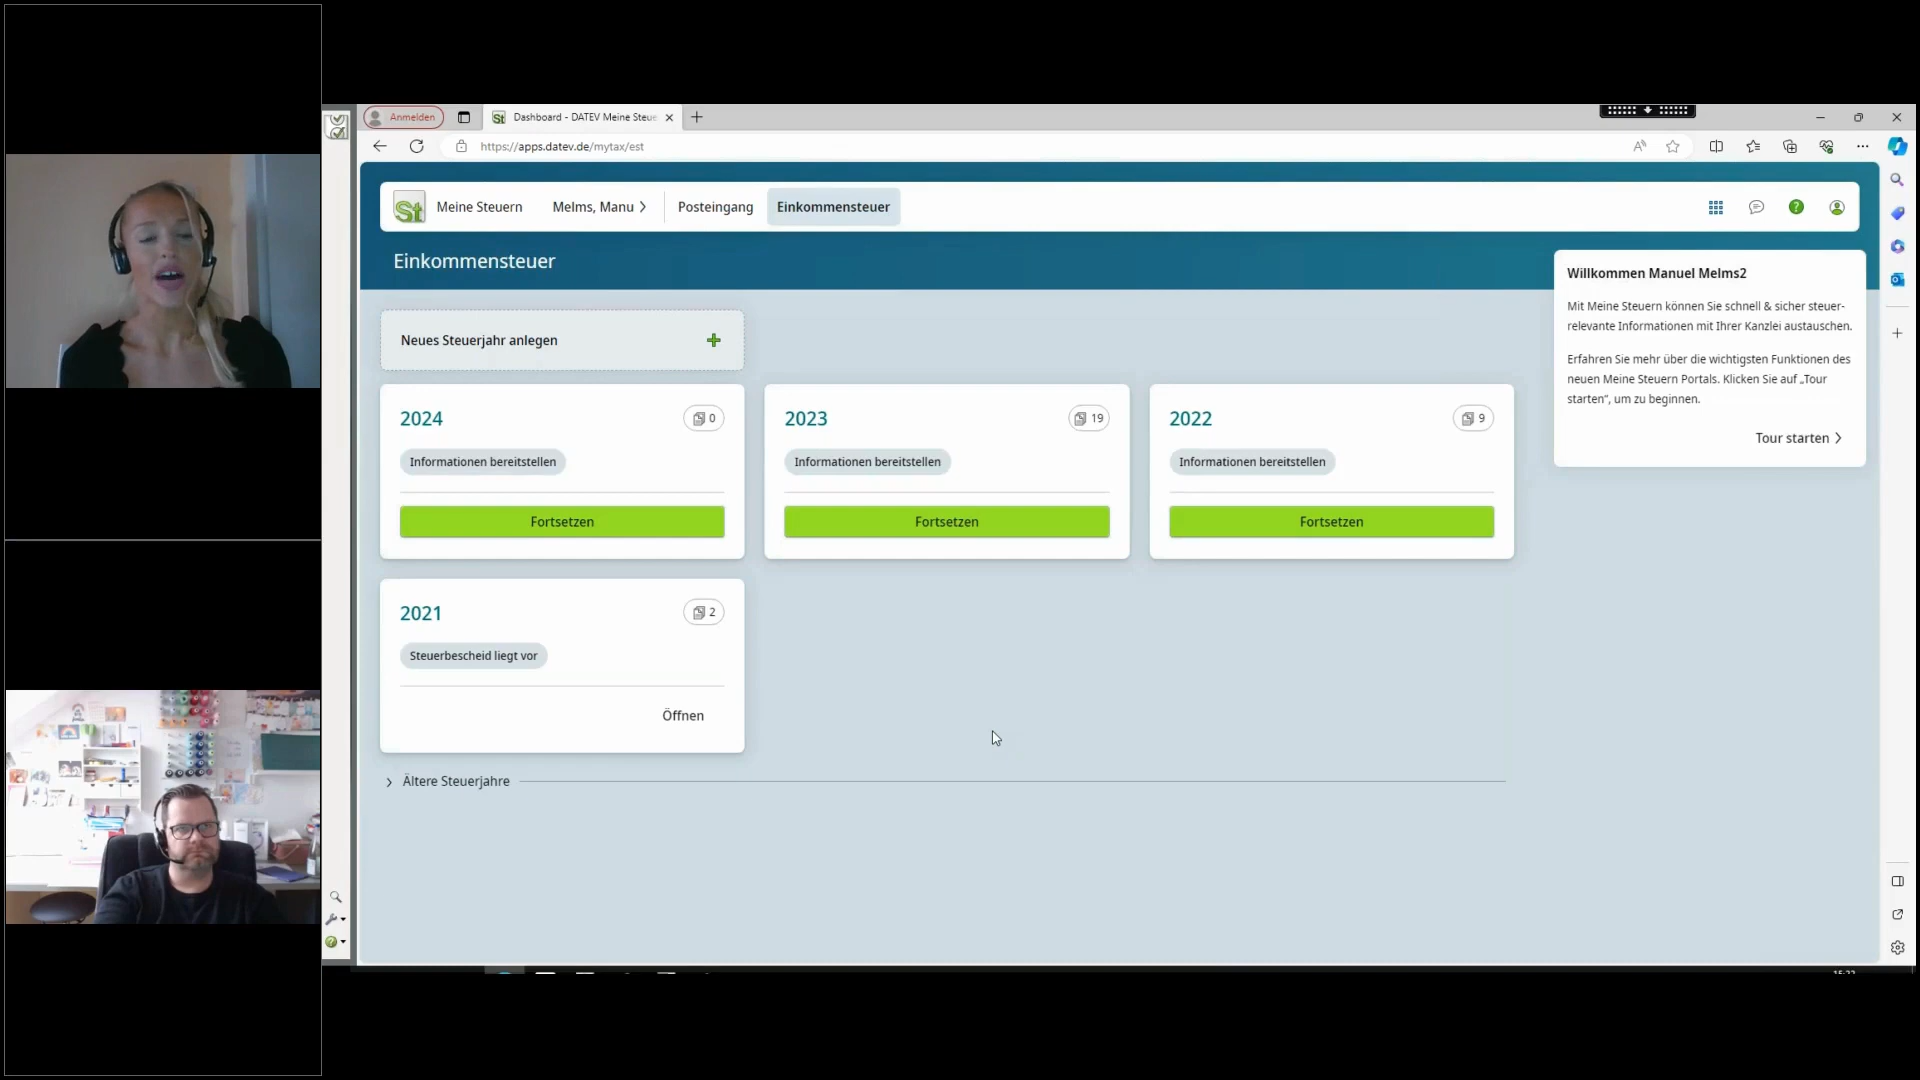 Anmelden
Dashboard - DATEV Meine Steue
https://apps.datev.de/mytax/est
St Meine Steuern Melms, Manu Posteingang Einkommensteuer
Einkommensteuer
Willkommen Manuel Melms2
Mit Meine Steuern können Sie schnell & sicher steuer-
relevante Informationen mit Ihrer Kanzlei austauschen.
Erfahren Sie mehr über die wichtigsten Funktionen des
neuen Meine Steuern Portals. Klicken Sie auf „Tour
starten“, um zu beginnen.
Tour starten
Neues Steuerjahr anlegen
2024 0
Informationen bereitstellen
Fortsetzen
2023 19
Informationen bereitstellen
Fortsetzen
2022 9
Informationen bereitstellen
Fortsetzen
2021 2
Steuerbescheid liegt vor
Öffnen
Ältere Steuerjahre